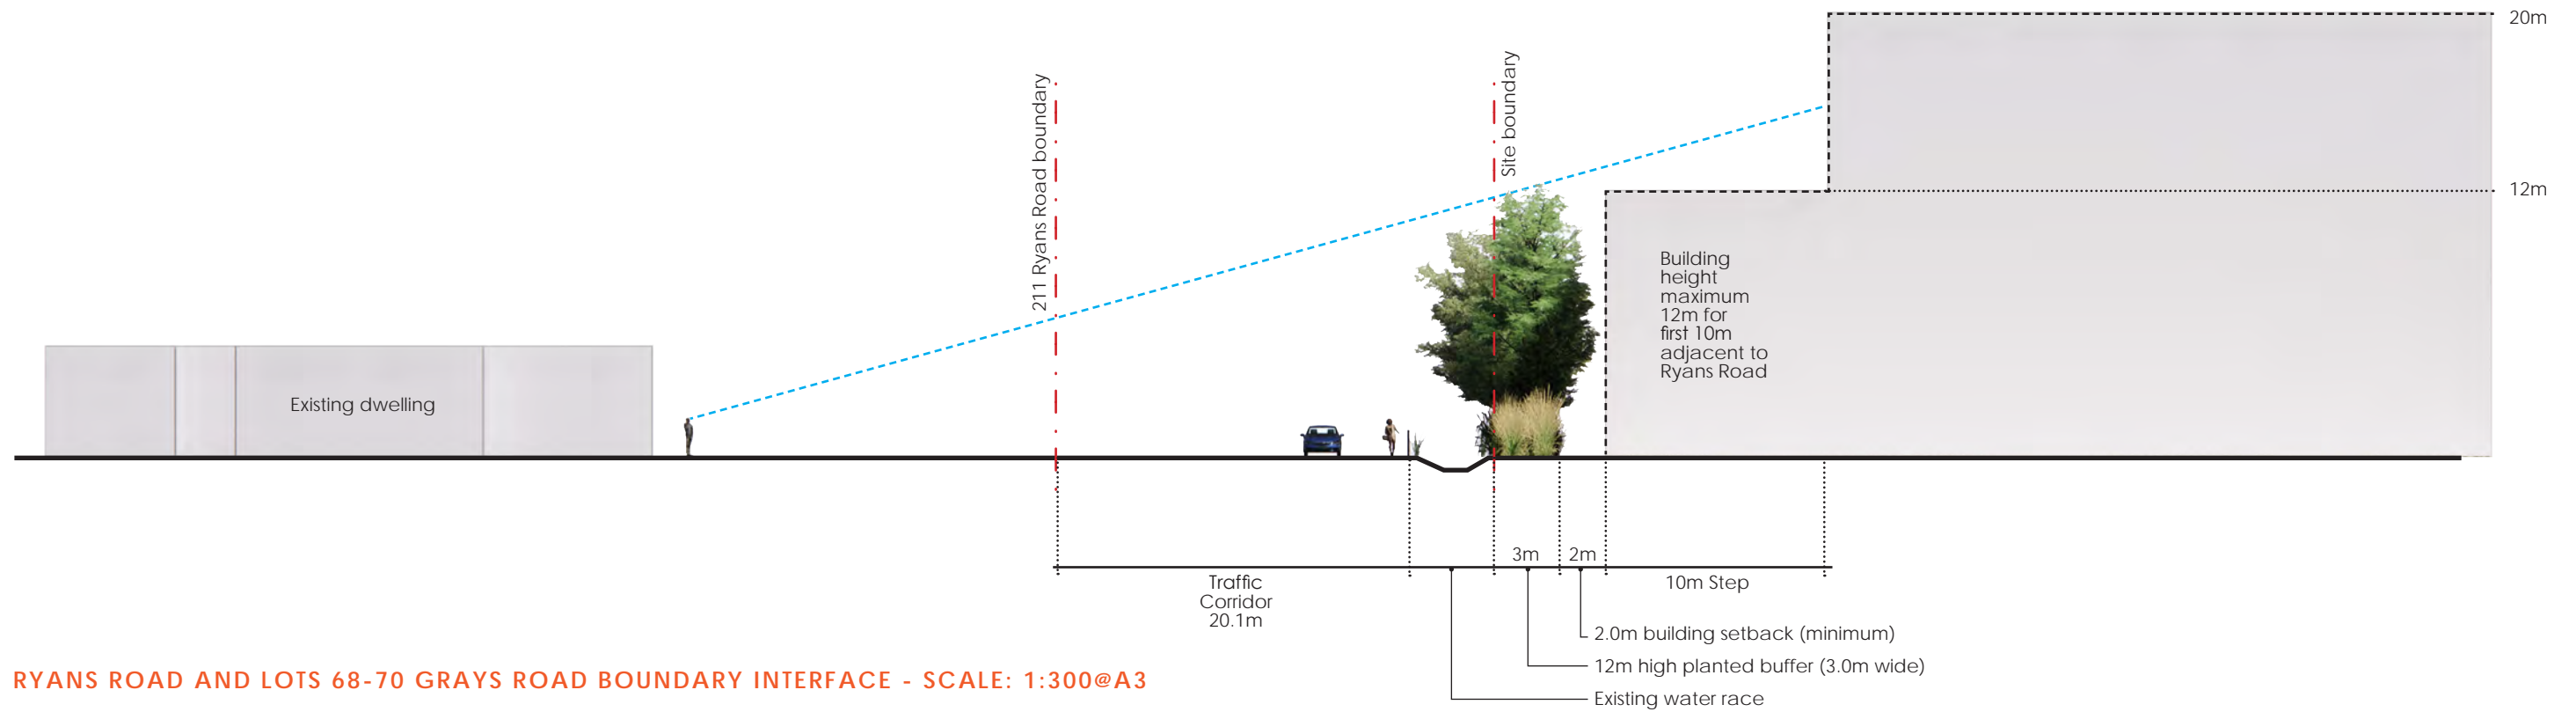 20m
211 Ryans Road boundary
Site boundary
12m
Building
height
maximum
12m for
first 10m
adjacent to
Ryans Road
Existing dwelling
3m
2m
Traffic
Corridor
20.1m
10m Step
2.0m building setback (minimum)
12m high planted buffer (3.0m wide)
Existing water race
RYANS ROAD AND LOTS 68-70 GRAYS ROAD BOUNDARY INTERFACE - SCALE: 1:300@A3